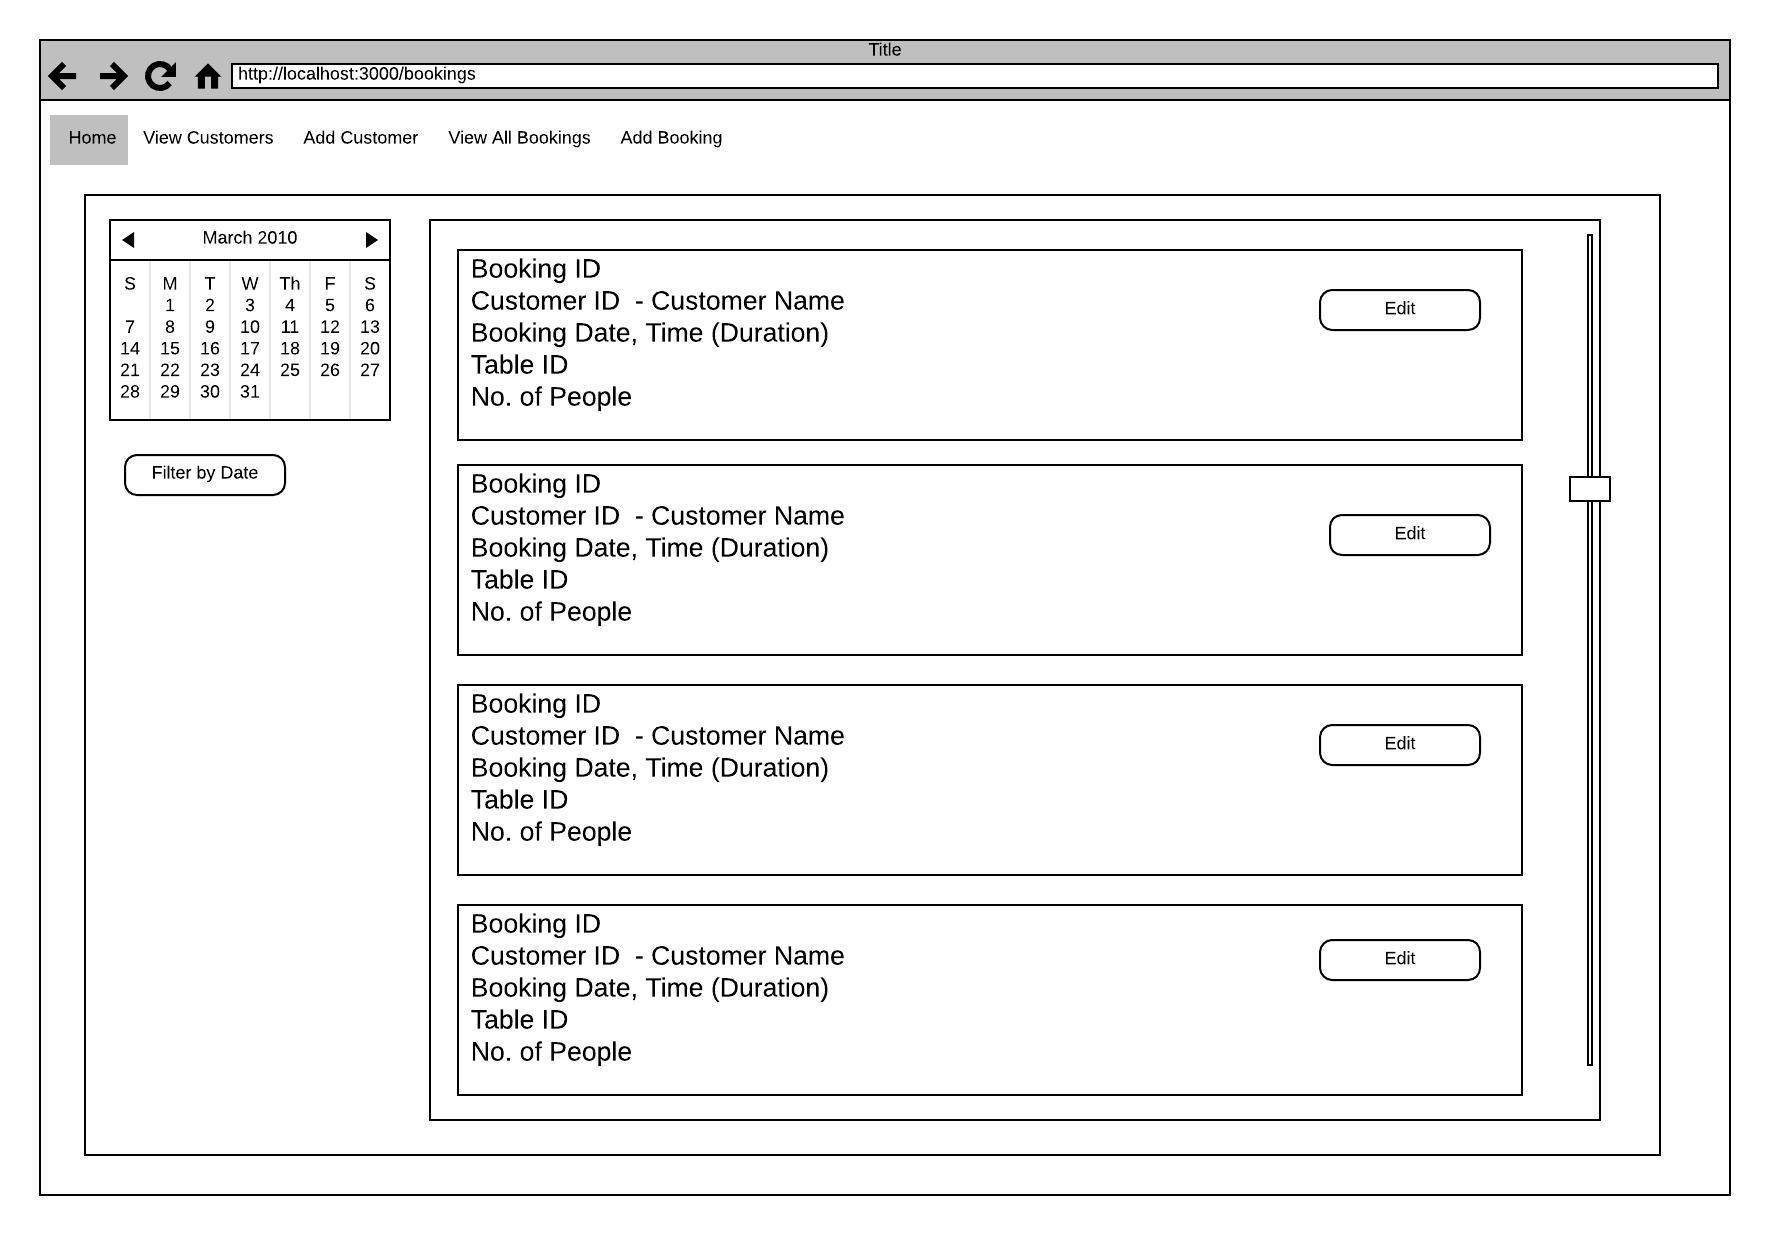 Title
http://localhost:3000/bookings
Home View Customers Add Customer View All Bookings Add Booking
March 2010
S M T W Th F S
1 2 3 4 5 6
7 8 9 10 11 12 13
14 15 16 17 18 19 20
21 22 23 24 25 26 27
28 29 30 31
Filter by Date
Booking ID
Customer ID - Customer Name
Booking Date, Time (Duration)
Table ID
No. of People
Edit
Booking ID
Customer ID - Customer Name
Booking Date, Time (Duration)
Table ID
No. of People
Edit
Booking ID
Customer ID - Customer Name
Booking Date, Time (Duration)
Table ID
No. of People
Edit
Booking ID
Customer ID - Customer Name
Booking Date, Time (Duration)
Table ID
No. of People
Edit